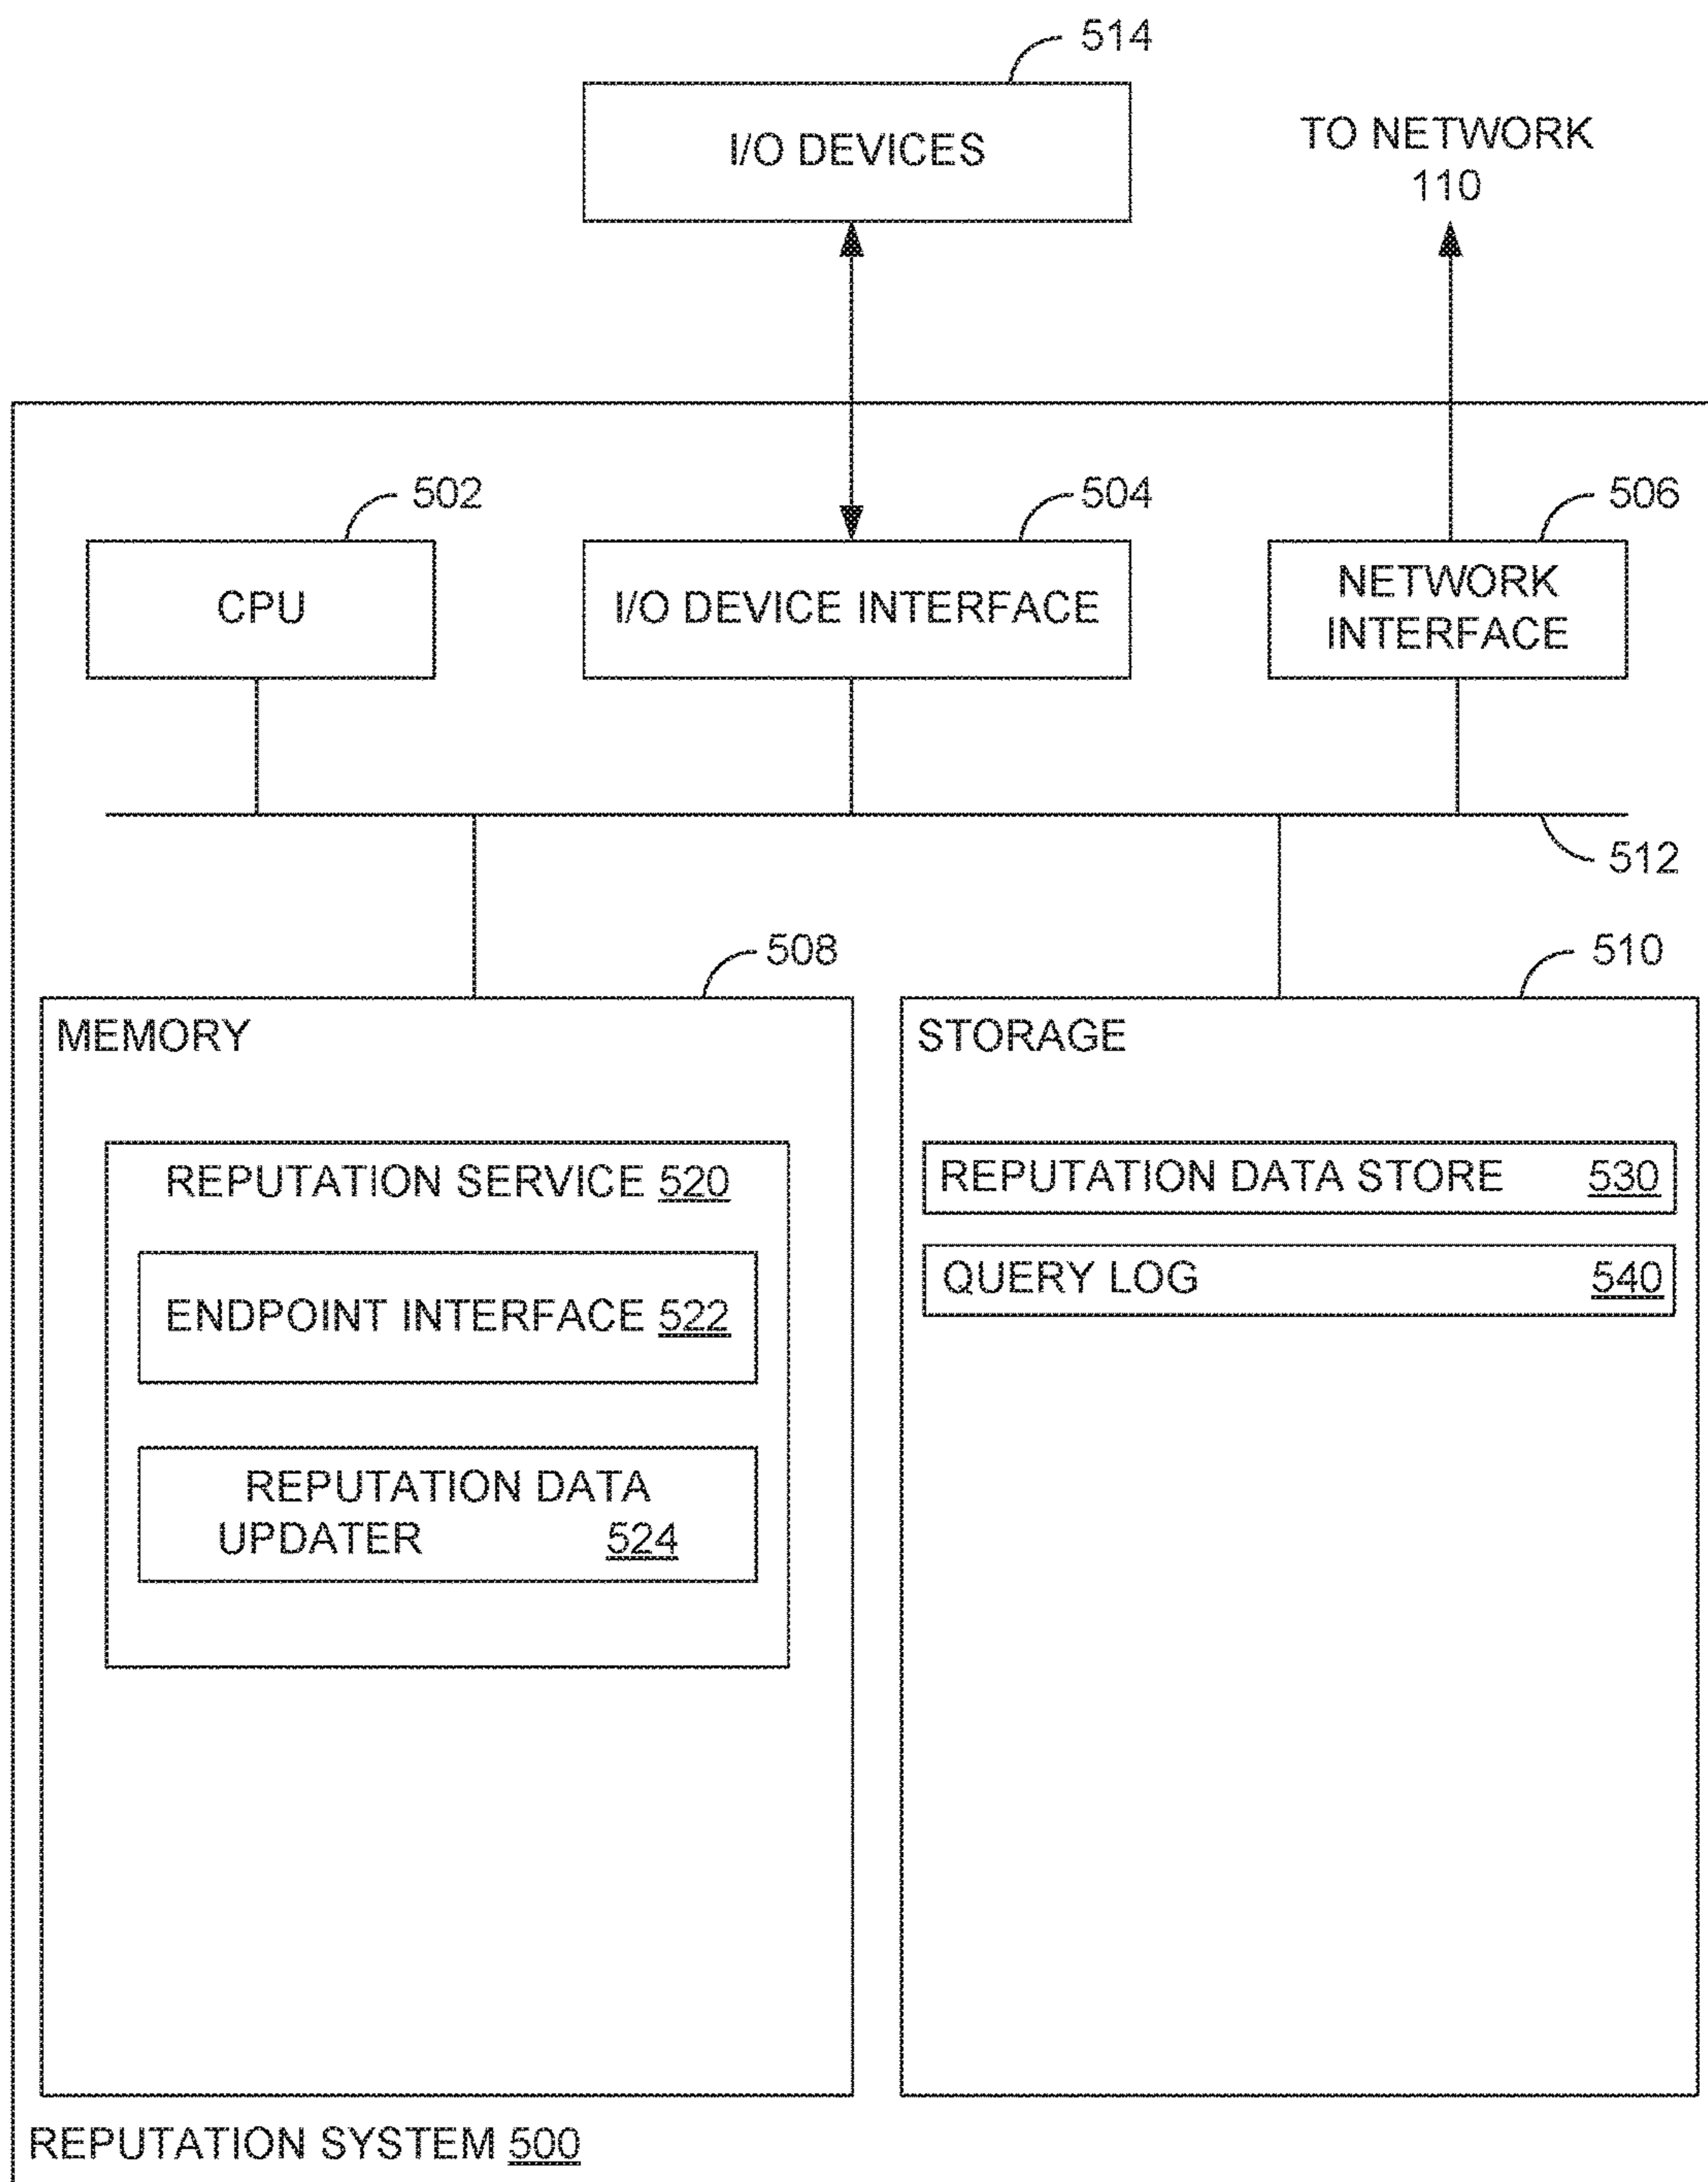 514
I/O DEVICES
TO NETWORK
110
502
504
506
CPU
I/O DEVICE INTERFACE
NETWORK
INTERFACE
512
508
510
MEMORY
STORAGE
REPUTATION SERVICE 520
ENDPOINT INTERFACE 522
REPUTATION DATA
UPDATER 524
REPUTATION DATA STORE 530
QUERY LOG 540
REPUTATION SYSTEM 500